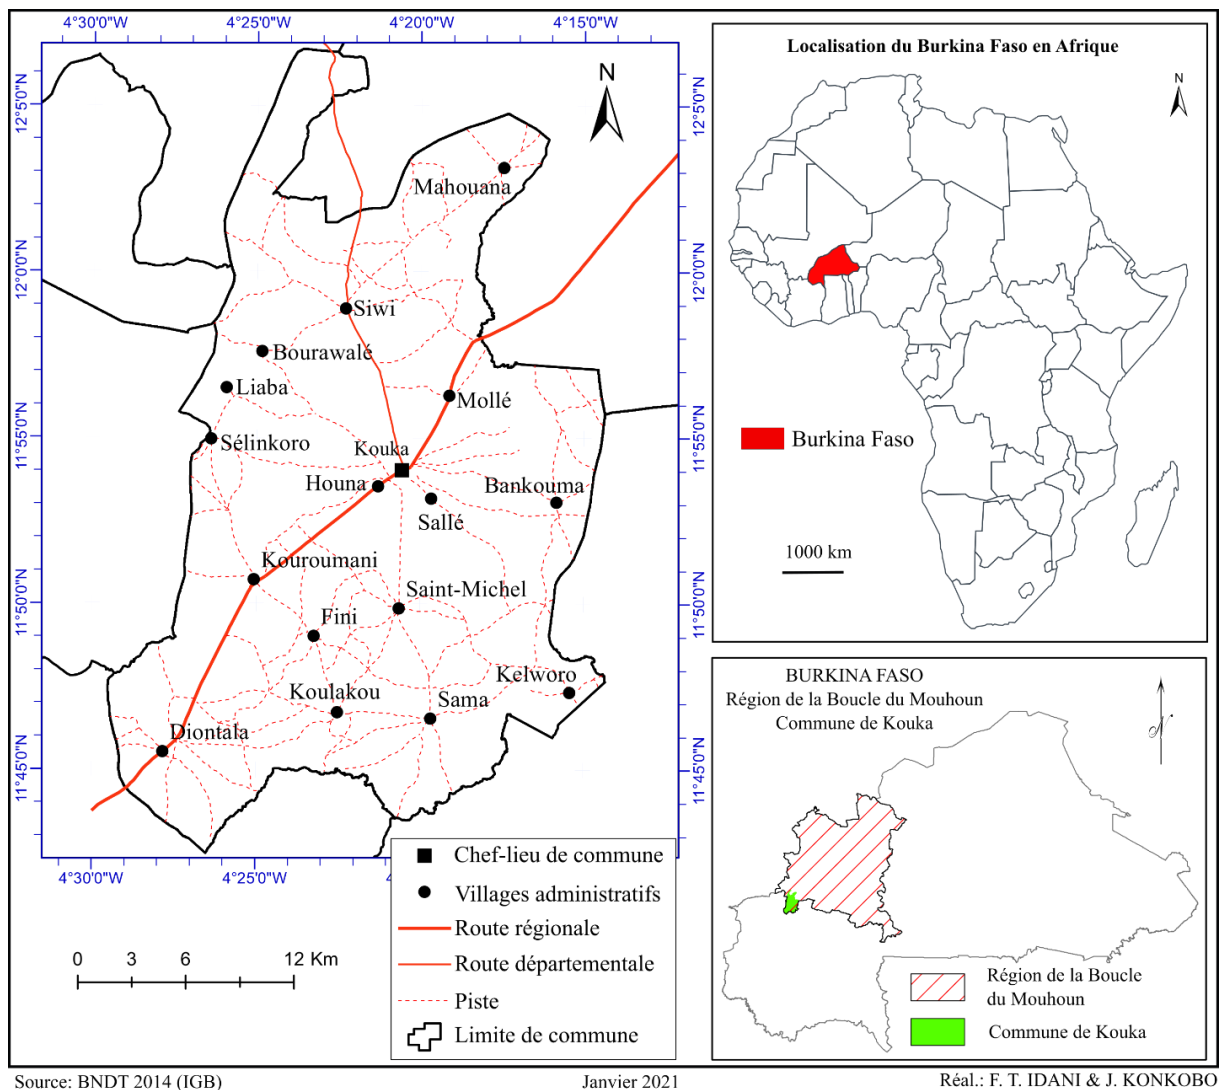 4°30'0"W
4°25'0"W
4°20'0"W
4°15'0"W
12°5'0"N
12°0'0"N
11°55'0"N
11°50'0"N
11°45'0"N
N
Mahouana
Siwi
Bourawalé
Liaba
Mollé
Sélinkoro
Kouka
Houna
Bankouma
Sallé
Kouroumani
Saint-Michel
Fini
Kelworo
Koulakou
Sama
Diontala
12°5'0"N
12°0'0"N
11°55'0"N
11°50'0"N
11°45'0"N
4°30'0"W
4°25'0"W
0 3 6 12 Km
Chef-lieu de commune
Villages administratifs
Route régionale
Route départementale
Piste
Limite de commune
Localisation du Burkina Faso en Afrique
N
Burkina Faso
1000 km
BURKINA FASO
Région de la Boucle du Mouhoun
Commune de Kouka
N
Région de la Boucle
du Mouhoun
Commune de Kouka
Source: BNDT 2014 (IGB)
Janvier 2021
Réal.: F. T. IDANI & J. KONKOBO